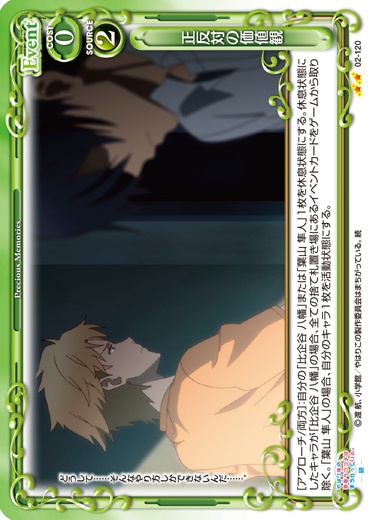 Event
COST
0
SOURCE
2
正反対の価値観
Precious Memories
どうして……そんなやり方しかできないんだ……。
[アプローチ/両方]:自分の「比企谷 八幡」または「葉山 隼人」1枚を休息状態にする。休息状態に
したキャラが「比企谷 八幡」の場合、全ての捨て札置き場にあるイベントカードをゲームから取り
除く。「葉山 隼人」の場合、自分のキャラ1枚を活動状態にする。
©渡 航、小学館/やはりこの製作委員会はまちがっている。続
02-120